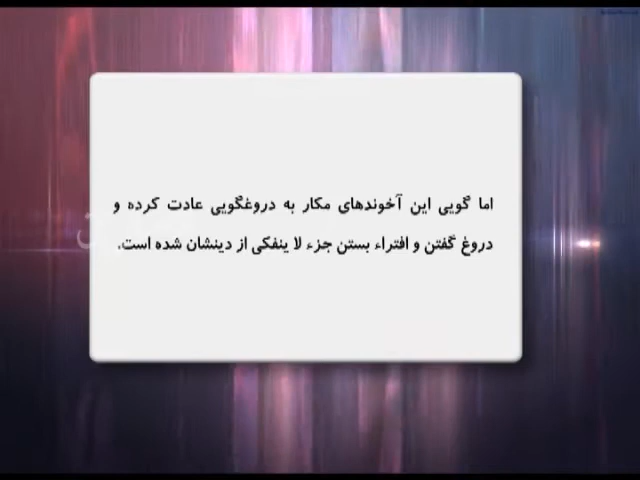 اما گویی این آخوندهای مکار به دروغگویی عادت کرده و
دروغ گفتن و افتراء بستن جزء لا ینفکی از دینشان شده است.